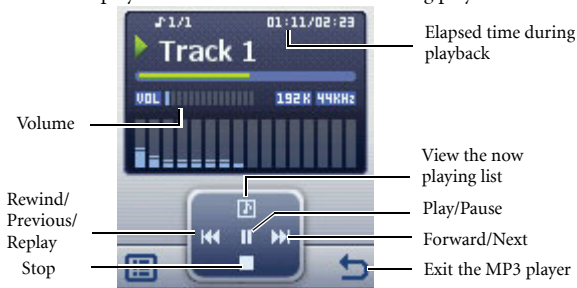 1/1 01:11/02:23
Track 1
VOL 192K 44KHz
Elapsed time during
playback
Volume
View the now
playing list
Rewind/
Previous/
Replay
Play/Pause
Forward/Next
Stop
Exit the MP3 player